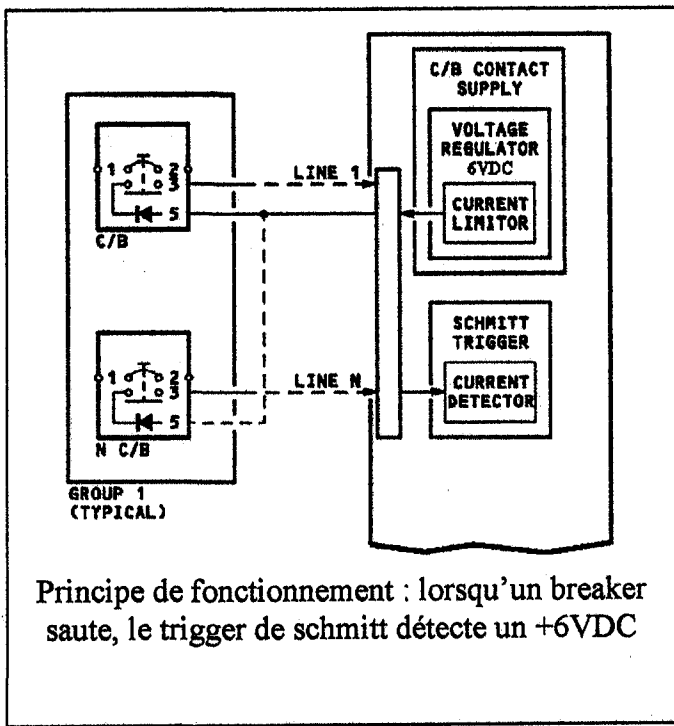 C/B CONTACT
SUPPLY
VOLTAGE
REGULATOR
6VDC
CURRENT
LIMITOR
1
2
3
5
C/B
LINE 1
SCHMITT
TRIGGER
CURRENT
DETECTOR
1
2
3
5
N C/B
LINE N
GROUP 1
(TYPICAL)
Principe de fonctionnement : lorsqu'un breaker
saute, le trigger de schmitt détecte un +6VDC